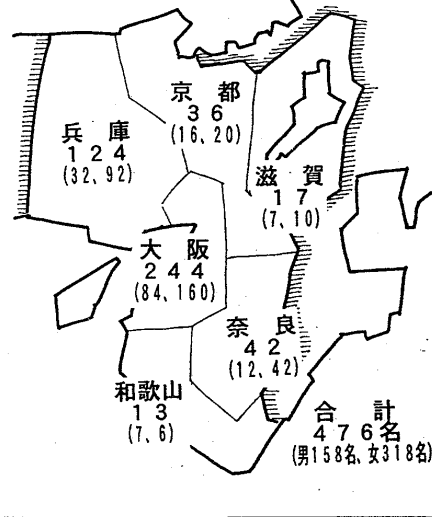 京都
36
(16、20)
兵庫
124
(32、92)
滋賀
17
(7、10)
大阪
244
(84、160)
奈良
42
(12、42)
和歌山
13
(7、6)
合計
476名
(男158名、女318名)